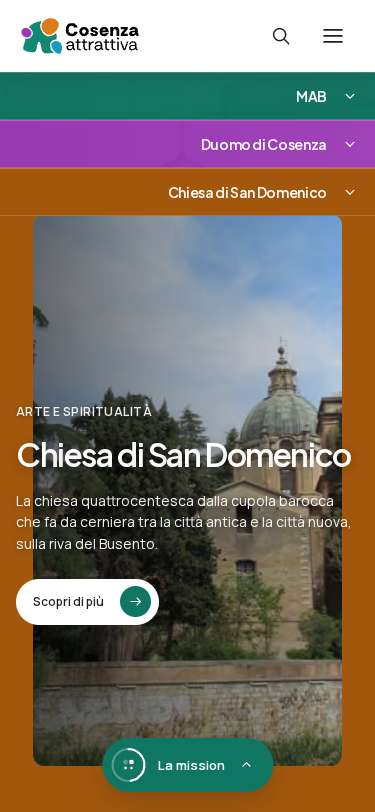 Cosenza
attrattiva
MAB
Duomo di Cosenza
Chiesa di San Domenico
ARTE E SPIRITUALITÀ
Chiesa di San Domenico
La chiesa quattrocentesca dalla cupola barocca
che fa da cerniera tra la città antica e la città nuova,
sulla riva del Busento.
Scopri di più
La mission